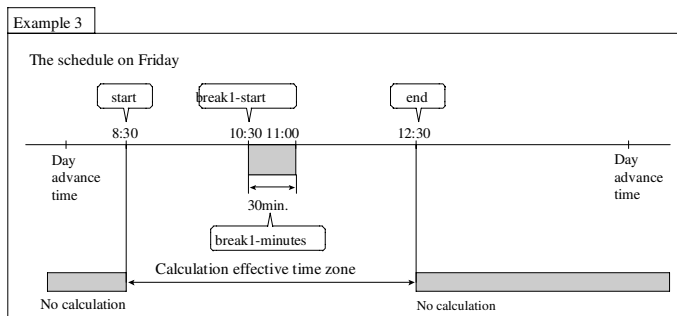 Example 3
The schedule on Friday
start
break1-start
end
8:30
10:30 11:00
12:30
Day
advance
time
Day
advance
time
30min.
break1-minutes
Calculation effective time zone
No calculation
No calculation